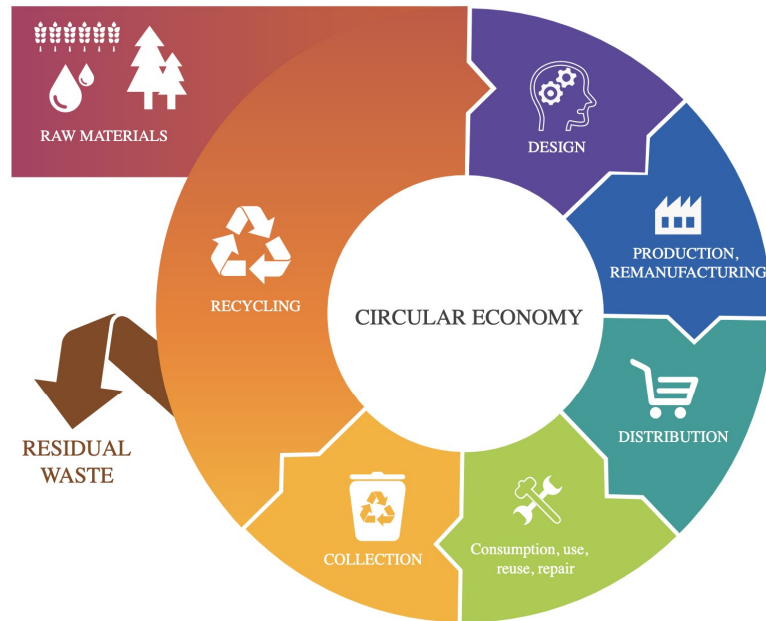 RAW MATERIALS
DESIGN
PRODUCTION,
REMANUFACTURING
RECYCLING
CIRCULAR ECONOMY
DISTRIBUTION
RESIDUAL
WASTE
COLLECTION
Consumption, use,
reuse, repair